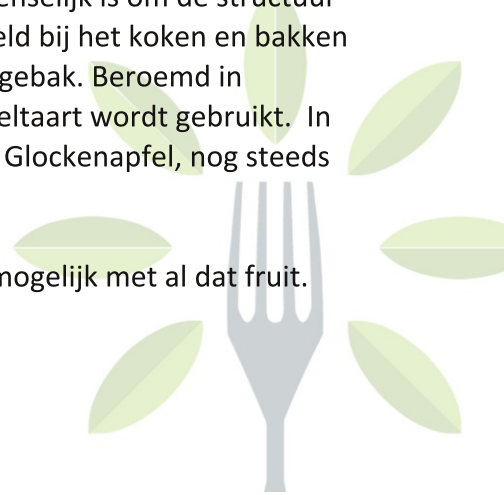 enselijk is om de structuur
eld bij het koken en bakken
gebak. Beroemd in
eltaart wordt gebruikt.  In
Glockenapfel, nog steeds
mogelijk met al dat fruit.